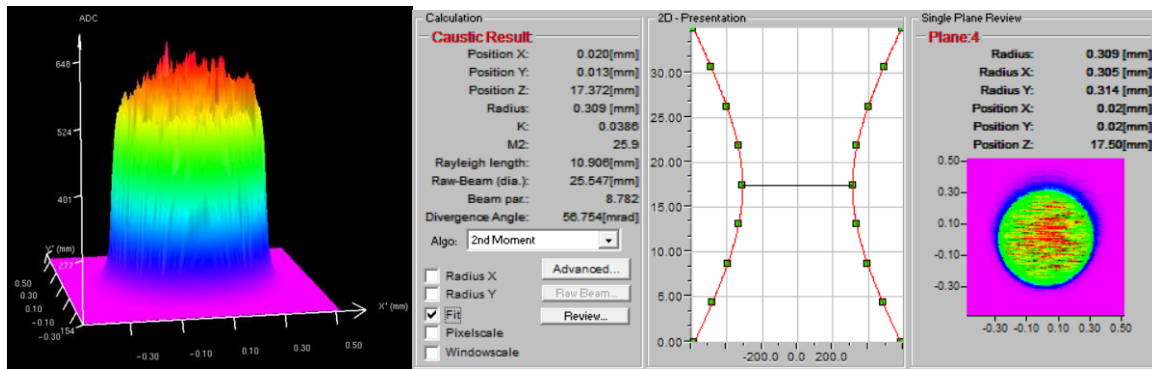 ADC
648
524
401
277
154
Y' (mm)
0.50
0.30
0.10
-0.10
-0.30
X' (mm)
-0.30
-0.10
0.10
0.30
0.50
Calculation
Caustic Result:
Position X: 0.020[mm]
Position Y: 0.013[mm]
Position Z: 17.372[mm]
Radius: 0.309 [mm]
K: 0.0386
M2: 25.9
Rayleigh length: 10.906[mm]
Raw-Beam (dia.): 25.547[mm]
Beam par.: 8.782
Divergence Angle: 56.754[mrad]
Algo: 2nd Moment
Radius X
Advanced...
Radius Y
Raw Beam...
Fit
Review...
Pixelscale
Windowscale
2D - Presentation
30.00
20.00
10.00
0.00
-200.0 0.0 200.0
Single Plane Review
Plane:4
Radius: 0.309 [mm]
Radius X: 0.305 [mm]
Radius Y: 0.314 [mm]
Position X: 0.02[mm]
Position Y: 0.02[mm]
Position Z: 17.50[mm]
0.50
0.30
0.10
-0.10
-0.30
-0.30 -0.10 0.10 0.30 0.50